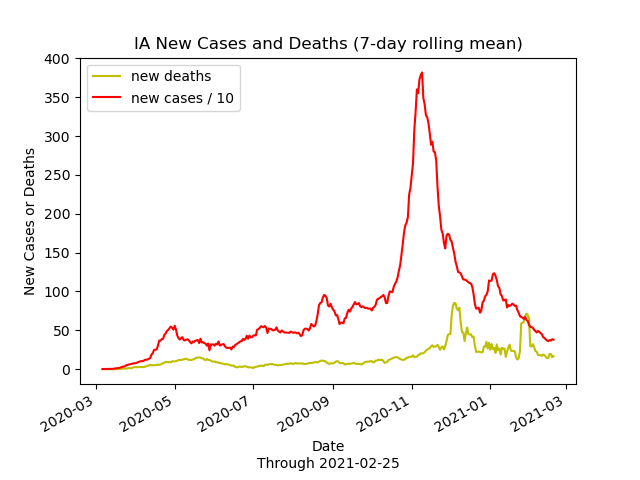 IA New Cases and Deaths (7-day rolling mean)
new deaths
new cases / 10
400
350
300
250
200
150
100
50
0
New Cases or Deaths
2020-03
2020-05
2020-07
2020-09
2020-11
2021-01
2021-03
Date
Through 2021-02-25